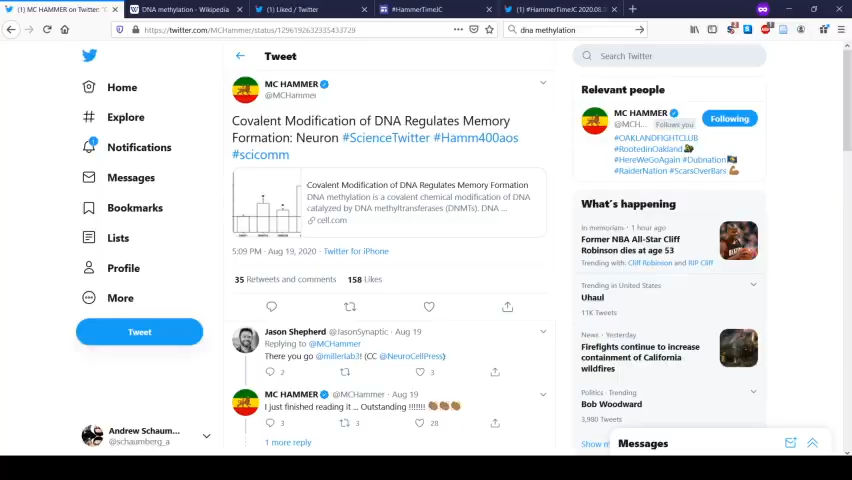 (1) MC HAMMER on Twitter: "C
DNA methylation - Wikipedia
(1) Liked / Twitter
#HammerTimeJC
(1) #HammerTimeJC 2020.08.
https://twitter.com/MCHammer/status/1296192632335433729
dna methylation
Home
Explore
Notifications
Messages
Bookmarks
Lists
Profile
More
Tweet
Andrew Schaum...
@schaumberg_a
Tweet
MC HAMMER
@MCHammer
Covalent Modification of DNA Regulates Memory
Formation: Neuron #ScienceTwitter #Hamm400aos
#scicomm
Covalent Modification of DNA Regulates Memory Formation
DNA methylation is a covalent chemical modification of DNA
catalyzed by DNA methyltransferases (DNMTs). DNA ...
cell.com
5:09 PM · Aug 19, 2020 · Twitter for iPhone
35 Retweets and comments 158 Likes
Jason Shepherd @JasonSynaptic · Aug 19
Replying to @MCHammer
There you go @millerlab3! (CC @NeuroCellPress)
2 3
MC HAMMER @MCHammer · Aug 19
I just finished reading it ... Outstanding !!!!!!! 👏🏾👏🏾👏🏾
3 3 28
1 more reply
Search Twitter
Relevant people
MC HAMMER
@MCH... Follows you
Following
#OAKLANDFIGHTCLUB
#RootedinOakland
#HereWeGoAgain #Dubnation
#RaiderNation #ScarsOverBars 💪🏾
What's happening
In memoriam · 1 hour ago
Former NBA All-Star Cliff
Robinson dies at age 53
Trending with: Cliff Robinson and RIP Cliff
Trending in United States
Uhaul
11K Tweets
News · Yesterday
Firefights continue to increase
containment of California
wildfires
Politics · Trending
Bob Woodward
3,980 Tweets
Show m
Messages